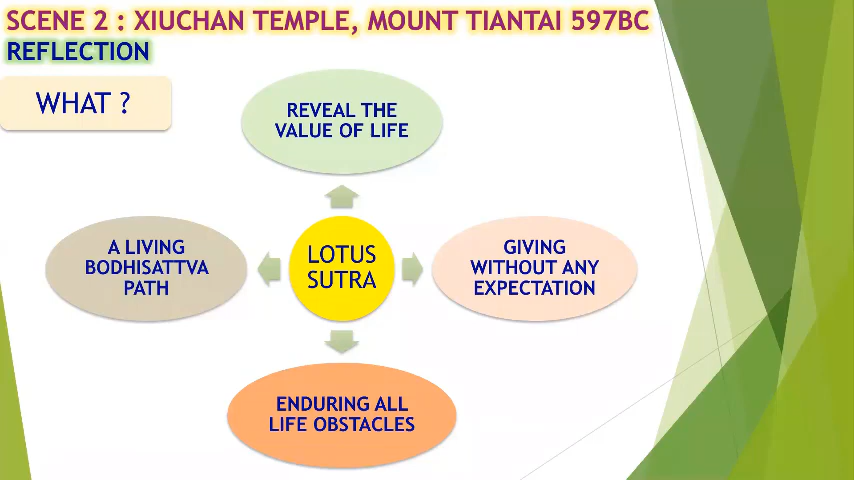 SCENE 2 : XIUCHAN TEMPLE, MOUNT TIANTAI 597BC
REFLECTION
WHAT ?
REVEAL THE
VALUE OF LIFE
A LIVING
BODHISATTVA
PATH
LOTUS
SUTRA
GIVING
WITHOUT ANY
EXPECTATION
ENDURING ALL
LIFE OBSTACLES